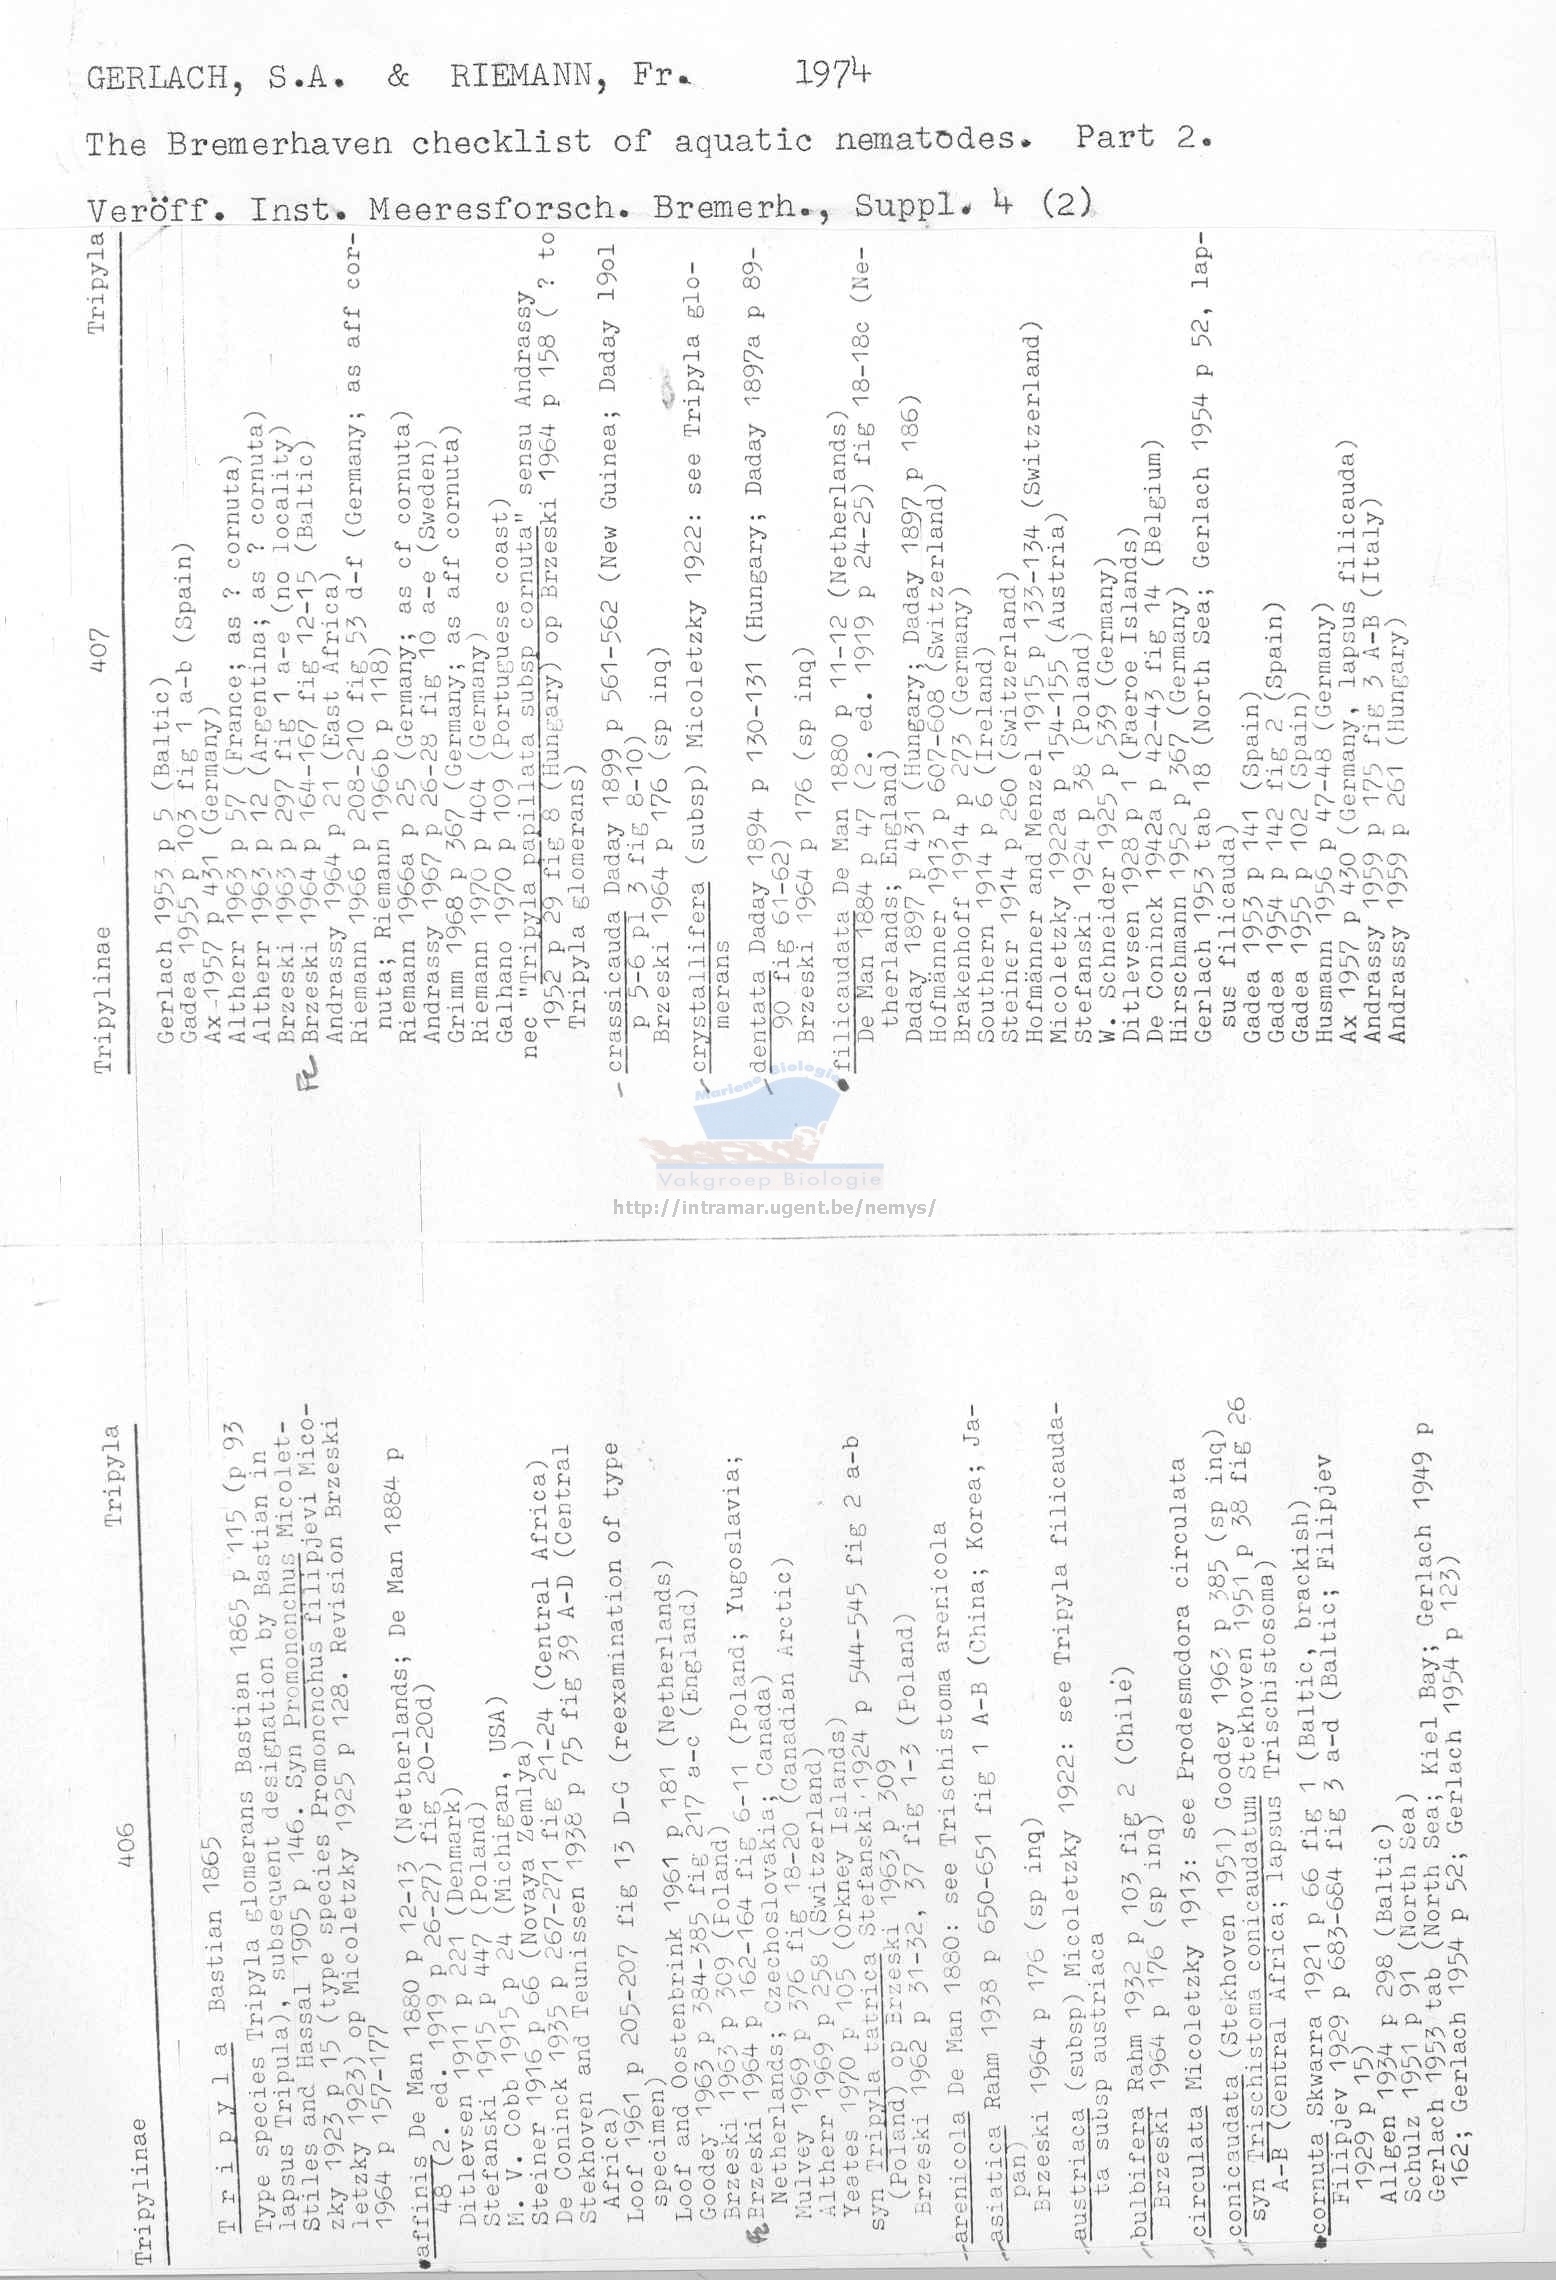 GERLACH, S.A. & RIEMANN, Fr. 1974
The Bremerhaven checklist of aquatic nematodes. Part 2.
Veröff. Inst. Meeresforsch. Bremerh., Suppl. 4 (2)
Tripylinae 406 Tripyla
T r i p y l a Bastian 1865
Type species Tripyla glomerans Bastian 1865 p 115 (p 93
lapsus Tripula), subsequent designation by Bastian in
Stiles and Hassal 1905 p 146. Syn Promononchus Micolet-
zky 1923 p 15 (type species Promononchus filipjevi Mico-
letzky 1923) op Micoletzky 1925 p 128. Revision Brzeski
1964 p 157-177
affinis De Man 1880 p 12-13 (Netherlands; De Man 1884 p
48 (2. ed. 1919 p 26-27) fig 20-20d)
Ditlevsen 1911 p 221 (Denmark)
Stefanski 1915 p 447 (Poland)
M. V. Cobb 1915 p 24 (Michigan, USA)
Steiner 1916 p 66 (Novaya Zemlya)
De Coninck 1935 p 267-271 fig 21-24 (Central Africa)
Stekhoven and Teunissen 1938 p 75 fig 39 A-D (Central
Africa)
Loof 1961 p 205-207 fig 13 D-G (reexamination of type
specimen)
Loof and Oostenbrink 1961 p 181 (Netherlands)
Goodey 1963 p 384-385 fig 217 a-c (England)
Brzeski 1963 p 309 (Poland)
Brzeski 1964 p 162-164 fig 6-11 (Poland; Yugoslavia;
Netherlands; Czechoslovakia; Canada)
Mulvey 1969 p 376 fig 18-20 (Canadian Arctic)
Altherr 1969 p 258 (Switzerland)
Yeates 1970 p 105 (Orkney Islands)
syn Tripyla tatrica Stefanski 1924 p 544-545 fig 2 a-b
(Poland) op Brzeski 1963 p 309
Brzeski 1962 p 31-32, 37 fig 1-3 (Poland)
arenicola De Man 1880: see Trischistoma arenicola
asiatica Rahm 1938 p 650-651 fig 1 A-B (China; Korea; Ja-
pan)
Brzeski 1964 p 176 (sp inq)
austriaca (subsp) Micoletzky 1922: see Tripyla filicauda-
ta subsp austriaca
bulbifera Rahm 1932 p 103 fig 2 (Chile)
Brzeski 1964 p 176 (sp inq)
circulata Micoletzky 1913: see Prodesmodora circulata
conicaudata (Stekhoven 1951) Goodey 1963 p 385 (sp inq)
syn Trischistoma conicaudatum Stekhoven 1951 p 38 fig 26
A-B (Central Africa; lapsus Trischistosoma)
cornuta Skwarra 1921 p 66 fig 1 (Baltic, brackish)
Filipjev 1929 p 683-684 fig 3 a-d (Baltic; Filipjev
1929 p 15)
Allgen 1934 p 298 (Baltic)
Schulz 1951 p 91 (North Sea)
Gerlach 1953 tab (North Sea; Kiel Bay; Gerlach 1949 p
162; Gerlach 1954 p 52; Gerlach 1954 p 123)
Tripylinae 407 Tripyla
Gerlach 1953 p 5 (Baltic)
Gadea 1955 p 103 fig 1 a-b (Spain)
Ax 1957 p 431 (Germany)
Altherr 1963 p 57 (France; as ? cornuta)
Altherr 1963 p 12 (Argentina; as ? cornuta)
Brzeski 1963 p 297 fig 1 a-e (no locality)
Brzeski 1964 p 164-167 fig 12-15 (Baltic)
Andrassy 1964 p 21 (East Africa)
Riemann 1966 p 208-210 fig 53 d-f (Germany; as aff cor-
nuta; Riemann 1966b p 118)
Riemann 1966a p 25 (Germany; as cf cornuta)
Andrassy 1967 p 26-28 fig 10 a-e (Sweden)
Grimm 1968 p 367 (Germany; as aff cornuta)
Riemann 1970 p 404 (Germany)
Galhano 1970 p 109 (Portuguese coast)
nec "Tripyla papillata subsp cornuta" sensu Andrassy
1952 p 29 fig 8 (Hungary) op Brzeski 1964 p 158 ( ? to
Tripyla glomerans)
crassicauda Daday 1899 p 561-562 (New Guinea; Daday 19o1
p 5-6 pl 3 fig 8-10)
Brzeski 1964 p 176 (sp inq)
crystallifera (subsp) Micoletzky 1922: see Tripyla glo-
merans
dentata Daday 1894 p 130-131 (Hungary; Daday 1897a p 89-
90 fig 61-62)
Brzeski 1964 p 176 (sp inq)
filicaudata De Man 1880 p 11-12 (Netherlands)
De Man 1884 p 47 (2. ed. 1919 p 24-25) fig 18-18c (Ne-
therlands; England)
Daday 1897 p 431 (Hungary; Daday 1897 p 186)
Hofmänner 1913 p 607-608 (Switzerland)
Brakenhoff 1914 p 273 (Germany)
Southern 1914 p 6 (Ireland)
Steiner 1914 p 260 (Switzerland)
Hofmänner and Menzel 1915 p 133-134 (Switzerland)
Micoletzky 1922a p 154-155 (Austria)
Stefanski 1924 p 38 (Poland)
W. Schneider 1925 p 539 (Germany)
Ditlevsen 1928 p 1 (Faeroe Islands)
De Coninck 1942a p 42-43 fig 14 (Belgium)
Hirschmann 1952 p 367 (Germany)
Gerlach 1953 tab 18 (North Sea; Gerlach 1954 p 52, lap-
sus filicauda)
Gadea 1953 p 141 (Spain)
Gadea 1954 p 142 fig 2 (Spain)
Gadea 1955 p 102 (Spain)
Husmann 1956 p 47-48 (Germany)
Ax 1957 p 430 (Germany, lapsus filicauda)
Andrassy 1959 p 175 fig 3 A-B (Italy)
Andrassy 1959 p 261 (Hungary)
Mariene Biologie
Vakgroep Biologie
http://intramar.ugent.be/nemys/